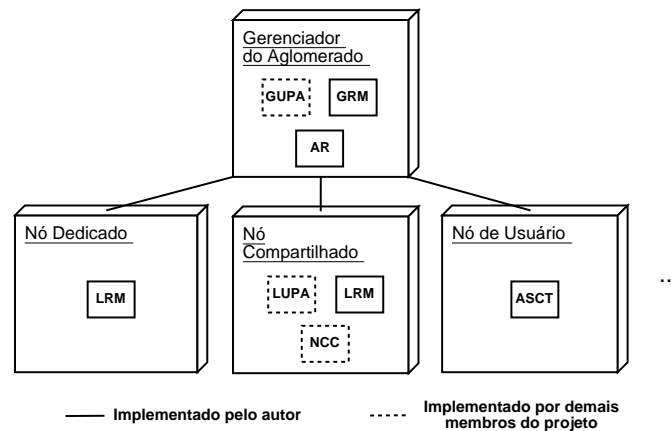 Gerenciador
do Aglomerado
GUPA
GRM
AR
Nó Dedicado
LRM
Nó
Compartilhado
LUPA
LRM
NCC
Nó de Usuário
ASCT
...
Implementado pelo autor
Implementado por demais
membros do projeto